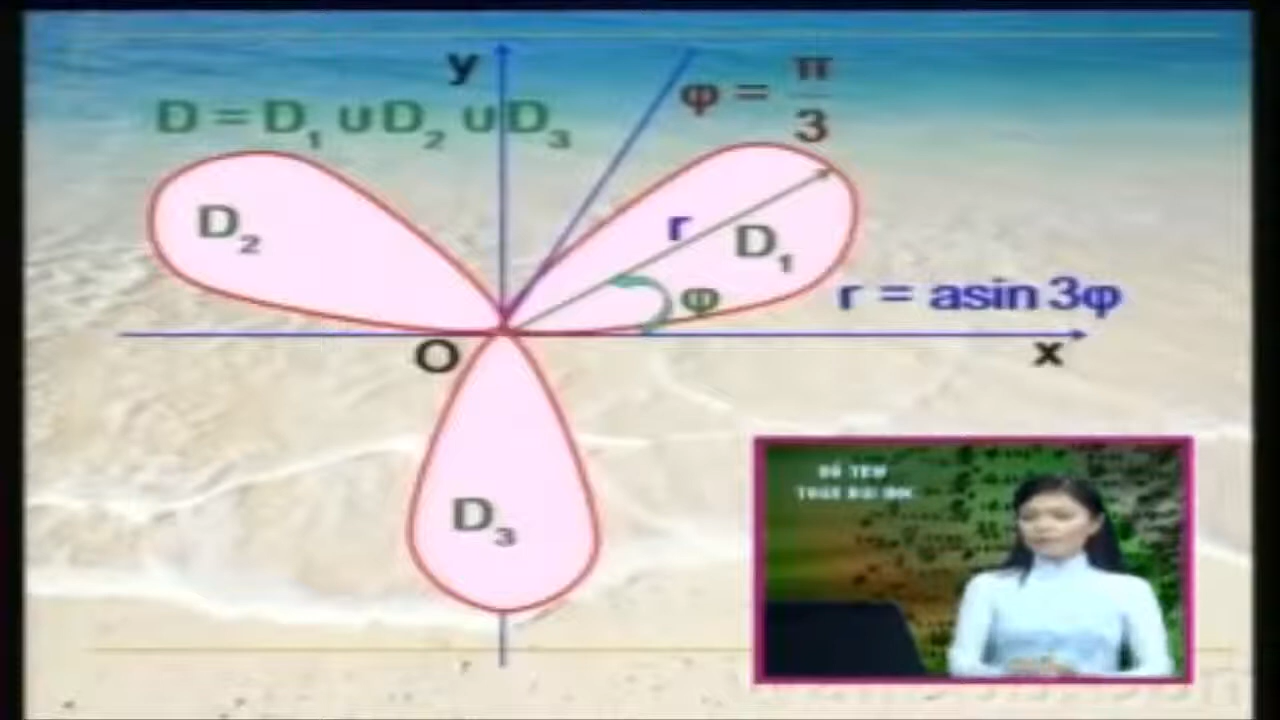 y
φ = π/3
D = D₁ ∪ D₂ ∪ D₃
D₂
r
D₁
φ
r = asin 3φ
O
x
D₃